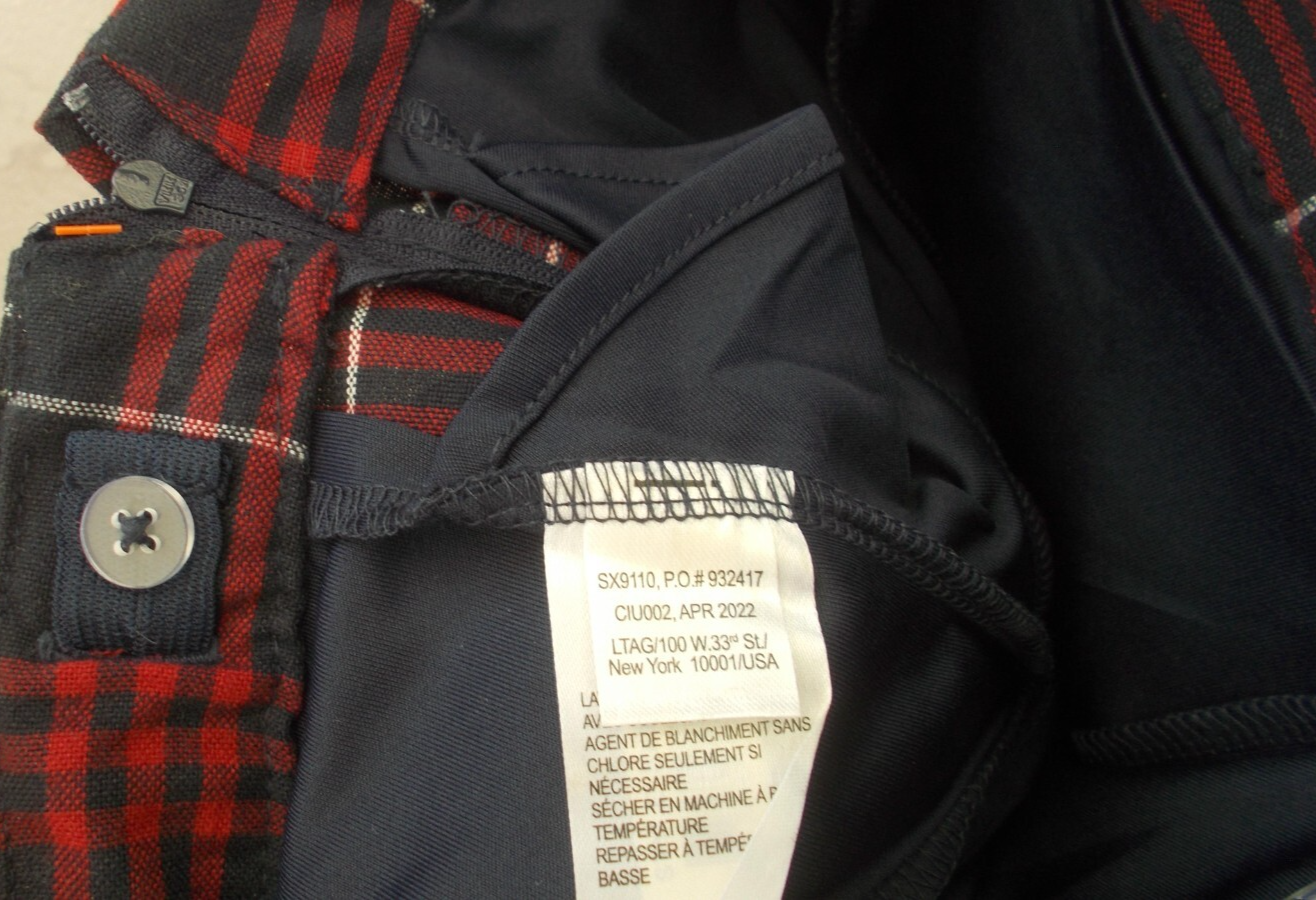 SX9110, P.O.# 932417
CIU002, APR 2022
LTAG/100 W.33rd St./
New York 10001/USA
AGENT DE BLANCHIMENT SANS
CHLORE SEULEMENT SI
NÉCESSAIRE
SÉCHER EN MACHINE À
TEMPÉRATURE
REPASSER À
BASSE